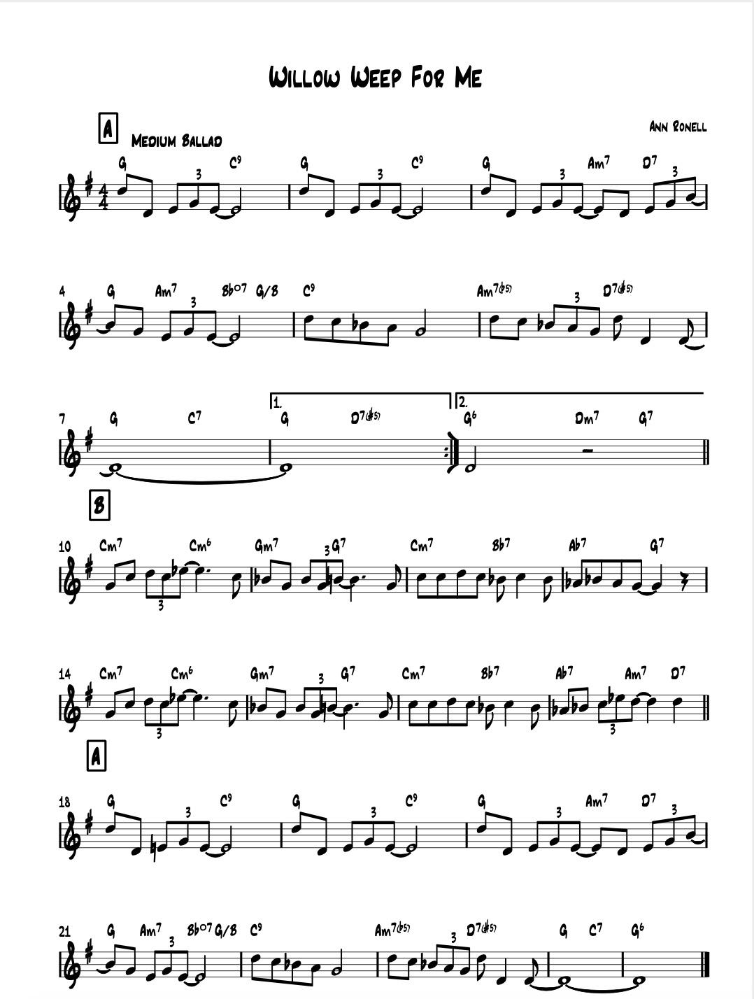 Willow Weep For Me
A
Medium Ballad
Ann Ronell
G C9 G C9 G Am7 D7
3 3 3 3
4 4
4 G Am7 Bb°7 G/B C9 Am7(b5) D7(#5)
3 3
1. 2.
7 G C7 G D7(#5) G6 Dm7 G7
B
10 Cm7 Cm6 Gm7 3 G7 Cm7 Bb7 Ab7 G7
3
14 Cm7 Cm6 Gm7 3 G7 Cm7 Bb7 Ab7 Am7 D7
3 3
A
18 G C9 G C9 G Am7 D7
3 3 3 3
21 G Am7 Bb°7 G/B C9 Am7(b5) D7(#5) G C7 G6
3 3